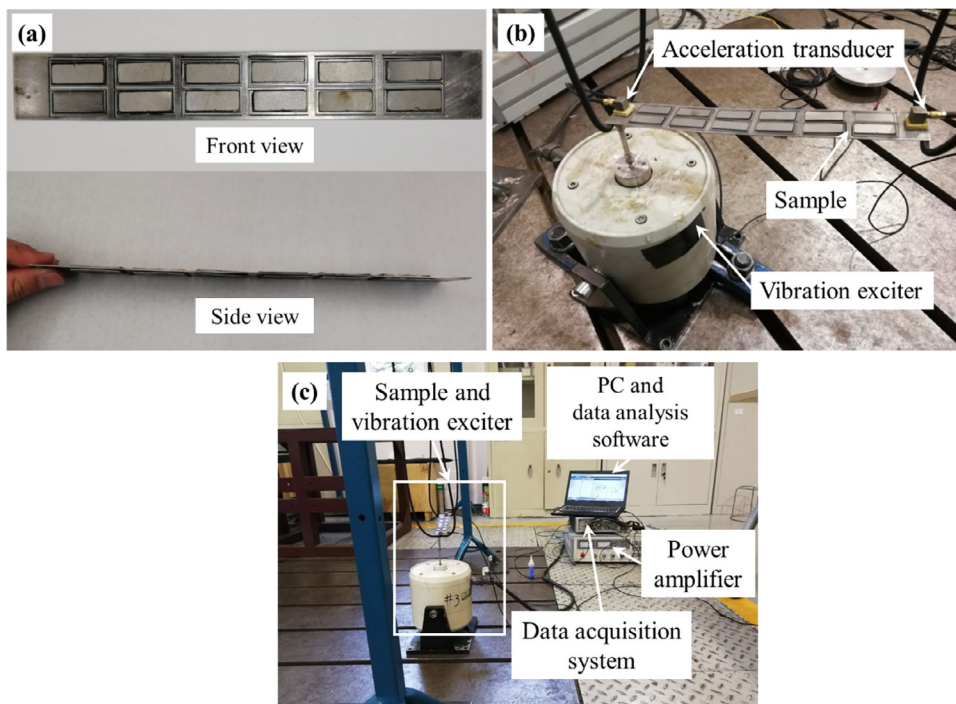 (a)
Front view
Side view
(b)
Acceleration transducer
Sample
Vibration exciter
(c)
Sample and
vibration exciter
PC and
data analysis
software
Power
amplifier
Data acquisition
system
#3